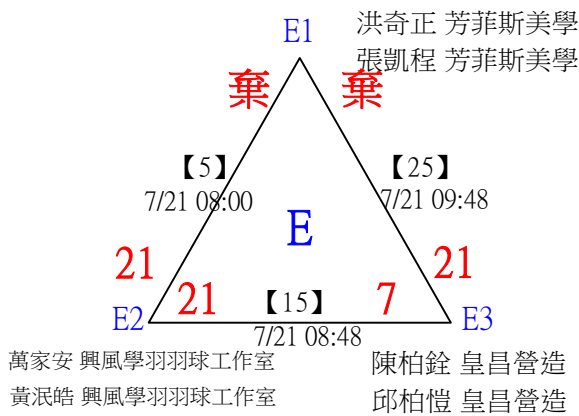 E1
洪奇正 芳菲斯美學
張凱程 芳菲斯美學
棄 棄
【5】
7/21 08:00
【25】
7/21 09:48
E
21 21
21 7
【15】
7/21 08:48
E2
E3
萬家安 興風學羽羽球工作室
黃泯皓 興風學羽羽球工作室
陳柏銓 皇昌營造
邱柏愷 皇昌營造